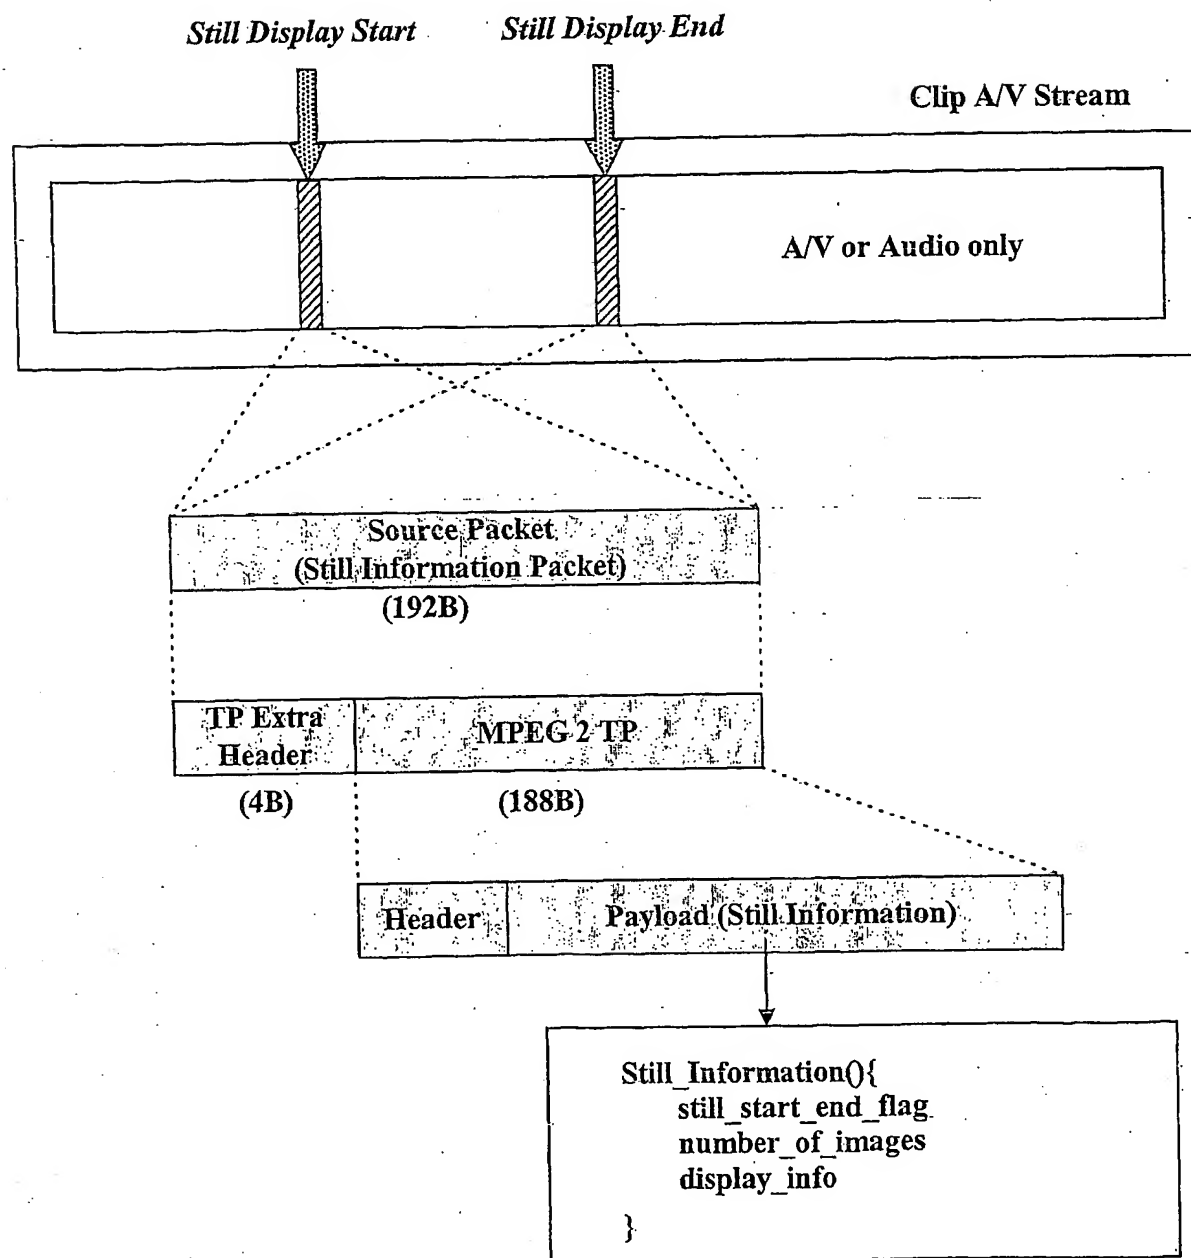 Still Display Start
Still Display End
Clip A/V Stream
A/V or Audio only
Source Packet
(Still Information Packet)
(192B)
TP Extra
Header
MPEG 2 TP
(4B)
(188B)
Header
Payload (Still Information)
Still_Information(){
still_start_end_flag
number_of_images
display_info
}